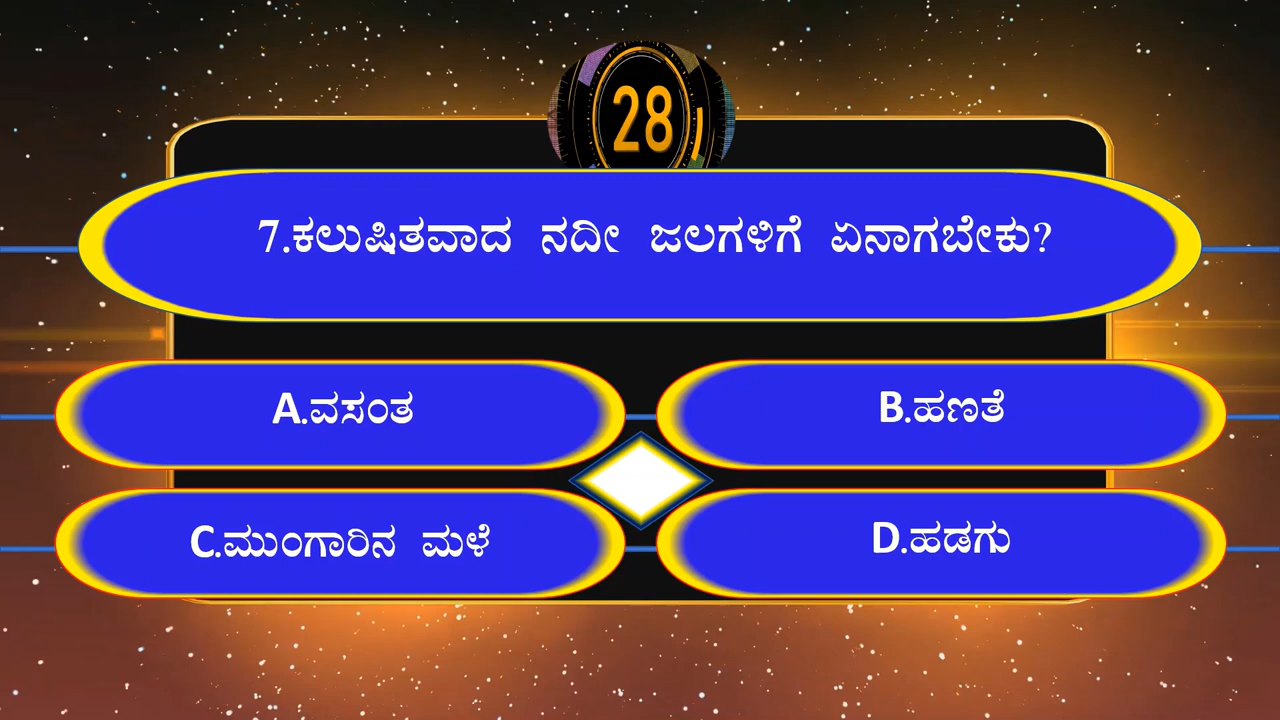 28
7.ಕಲುಷಿತವಾದ ನದೀ ಜಲಗಳಿಗೆ ಏನಾಗಬೇಕು?
A.ವಸಂತ
B.ಹಣತೆ
C.ಮುಂಗಾರಿನ ಮಳೆ
D.ಹಡಗು